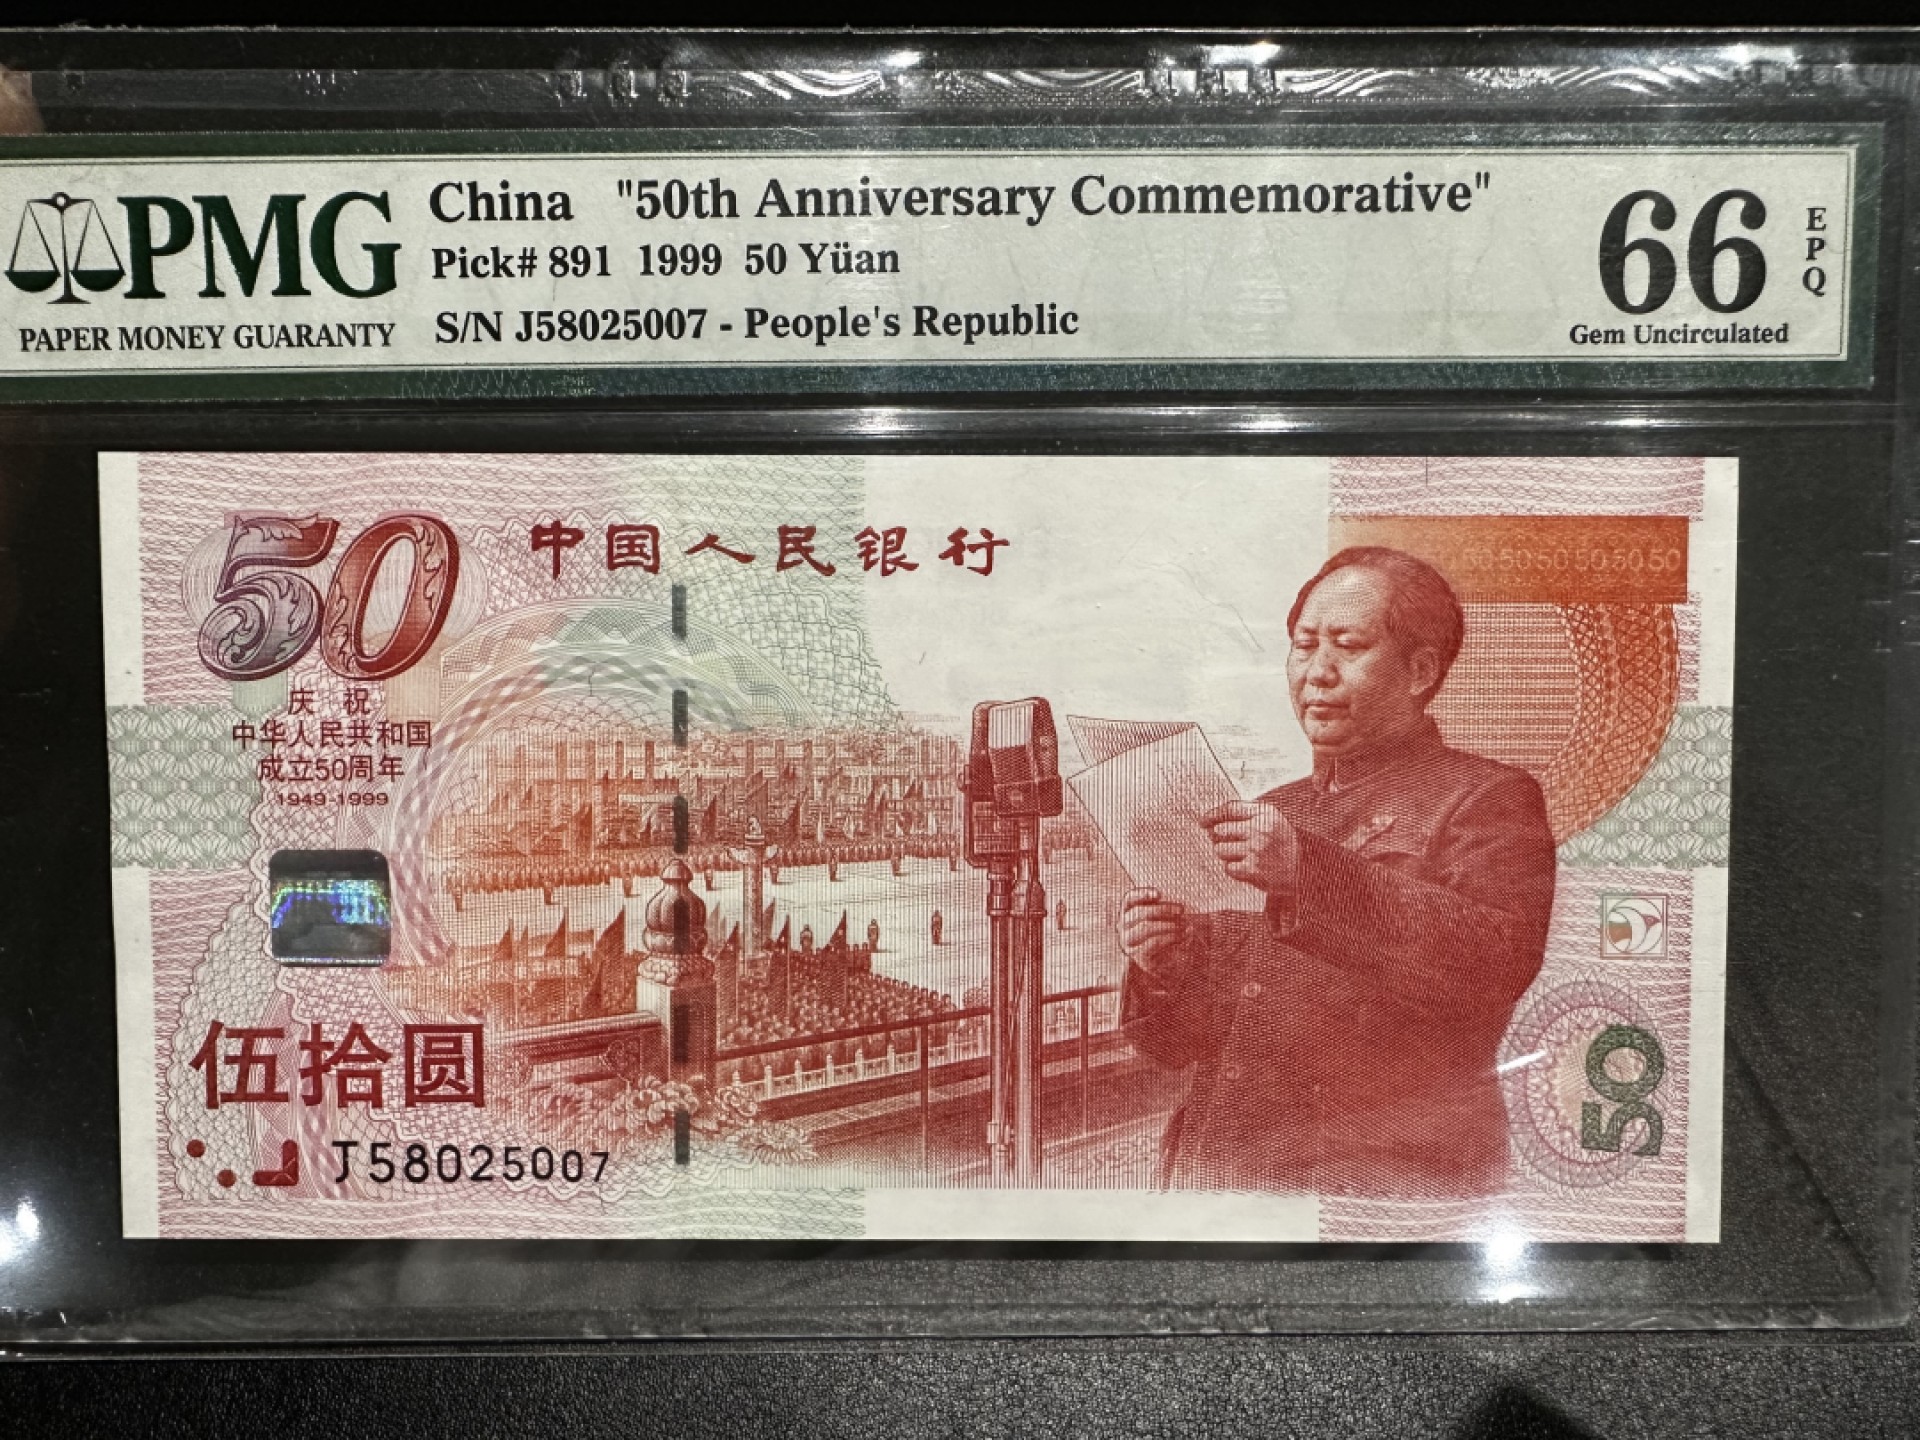 PMG
PAPER MONEY GUARANTY
China "50th Anniversary Commemorative"
Pick# 891 1999 50 Yüan
S/N J58025007 - People's Republic
66
EPQ
Gem Uncirculated
50
中国人民银行
505050505050
庆祝
中华人民共和国
成立50周年
1949-1999
伍拾圆
J58025007
50